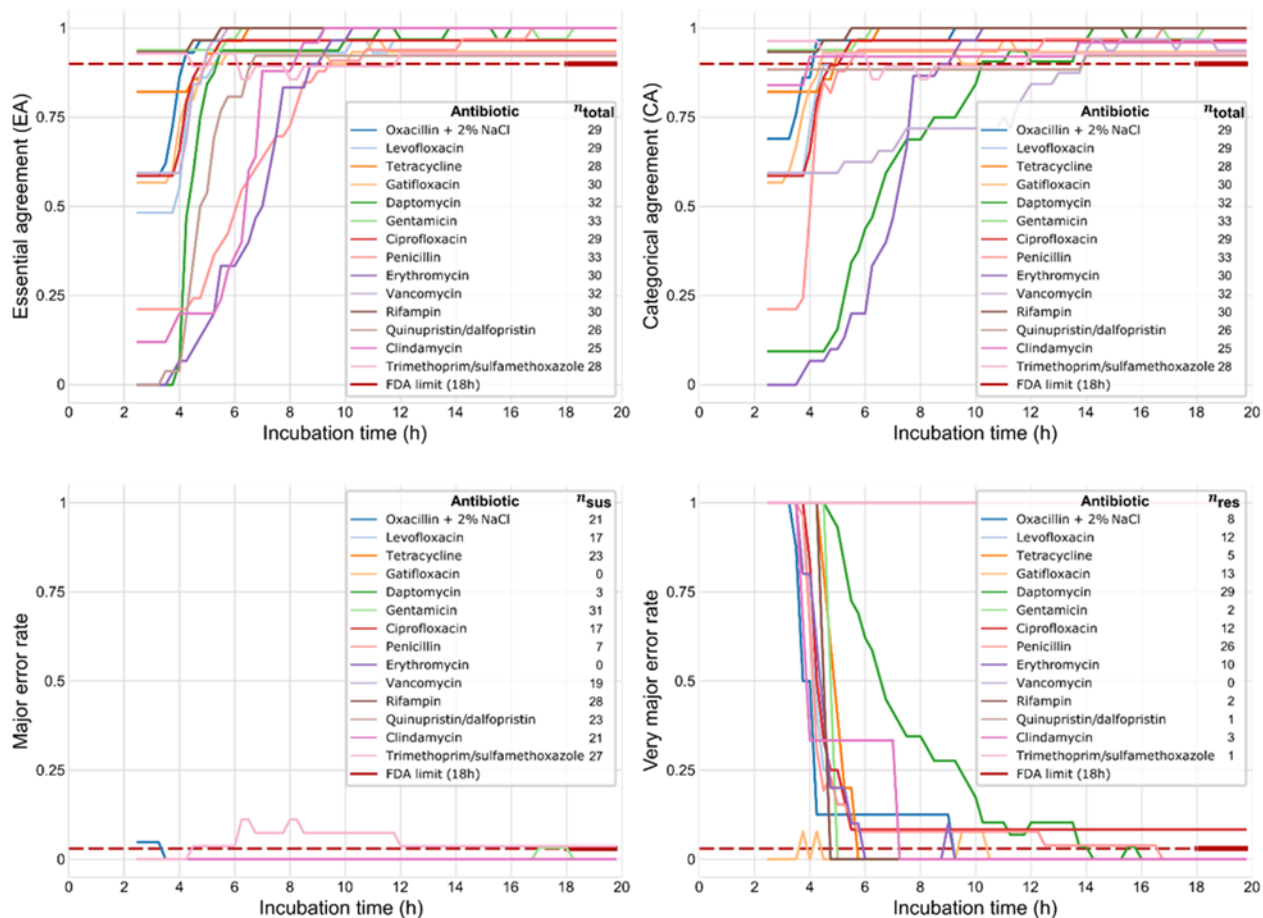 Essential agreement (EA)
1
0.75
0.5
0.25
0
0 2 4 6 8 10 12 14 16 18 20
Incubation time (h)
Antibiotic n total
Oxacillin + 2% NaCl 29
Levofloxacin 29
Tetracycline 28
Gatifloxacin 30
Daptomycin 32
Gentamicin 33
Ciprofloxacin 29
Penicillin 33
Erythromycin 30
Vancomycin 32
Rifampin 30
Quinupristin/dalfopristin 26
Clindamycin 25
Trimethoprim/sulfamethoxazole 28
FDA limit (18h)
Categorical agreement (CA)
1
0.75
0.5
0.25
0
0 2 4 6 8 10 12 14 16 18 20
Incubation time (h)
Antibiotic n total
Oxacillin + 2% NaCl 29
Levofloxacin 29
Tetracycline 28
Gatifloxacin 30
Daptomycin 32
Gentamicin 33
Ciprofloxacin 29
Penicillin 33
Erythromycin 30
Vancomycin 32
Rifampin 30
Quinupristin/dalfopristin 26
Clindamycin 25
Trimethoprim/sulfamethoxazole 28
FDA limit (18h)
Major error rate
1
0.75
0.5
0.25
0
0 2 4 6 8 10 12 14 16 18 20
Incubation time (h)
Antibiotic n sus
Oxacillin + 2% NaCl 21
Levofloxacin 17
Tetracycline 23
Gatifloxacin 0
Daptomycin 3
Gentamicin 31
Ciprofloxacin 17
Penicillin 7
Erythromycin 0
Vancomycin 19
Rifampin 28
Quinupristin/dalfopristin 23
Clindamycin 21
Trimethoprim/sulfamethoxazole 27
FDA limit (18h)
Very major error rate
1
0.75
0.5
0.25
0
0 2 4 6 8 10 12 14 16 18 20
Incubation time (h)
Antibiotic n res
Oxacillin + 2% NaCl 8
Levofloxacin 12
Tetracycline 5
Gatifloxacin 13
Daptomycin 29
Gentamicin 2
Ciprofloxacin 12
Penicillin 26
Erythromycin 10
Vancomycin 0
Rifampin 2
Quinupristin/dalfopristin 1
Clindamycin 3
Trimethoprim/sulfamethoxazole 1
FDA limit (18h)